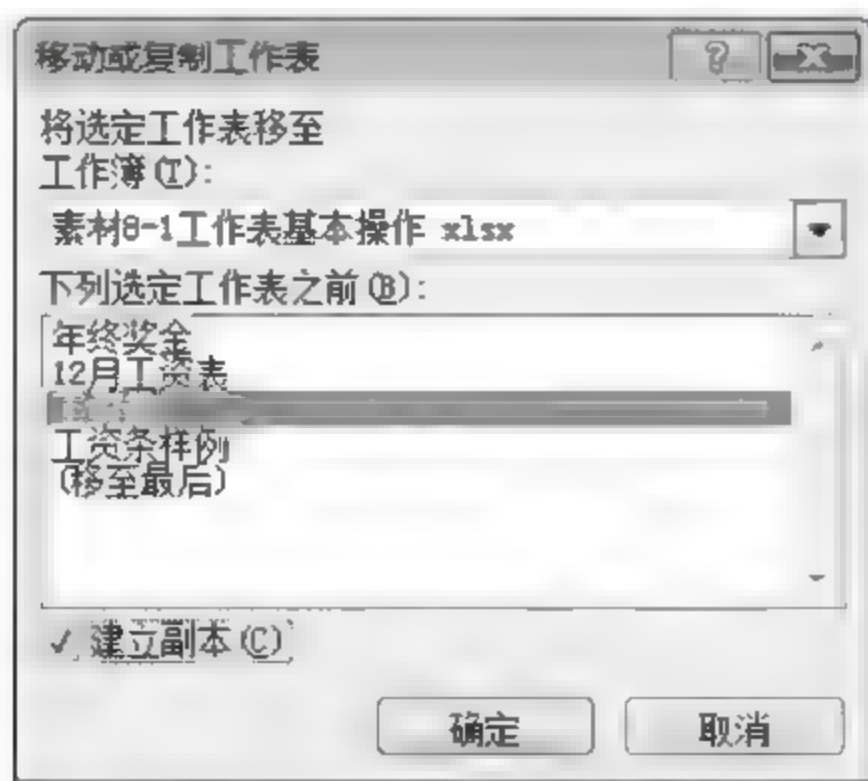 移动或复制工作表
将选定工作表移至
工作簿(T):
素材8-1工作表基本操作 xlsx
下列选定工作表之前(B):
年终奖金
12月工资表
工资条样例
(移至最后)
✓ 建立副本(C)
确定 取消